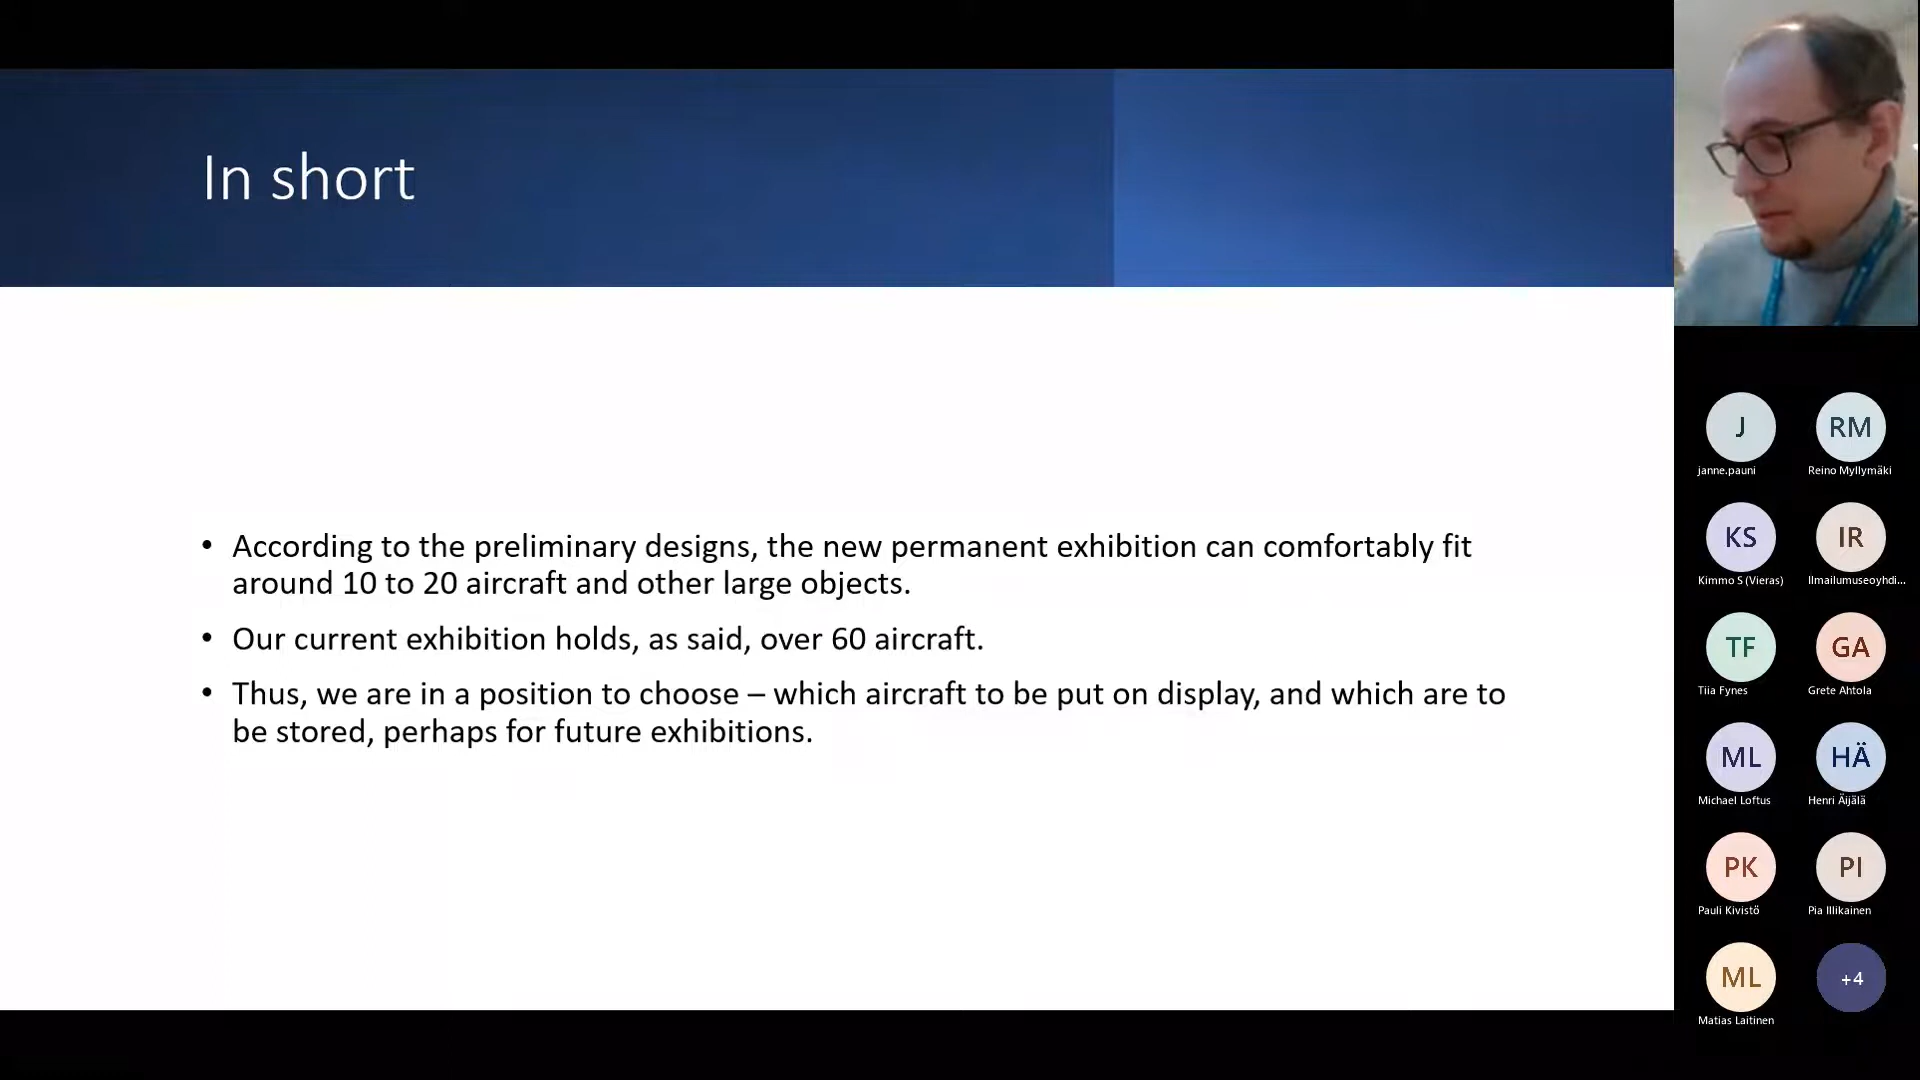 In short
• According to the preliminary designs, the new permanent exhibition can comfortably fit
around 10 to 20 aircraft and other large objects.
• Our current exhibition holds, as said, over 60 aircraft.
• Thus, we are in a position to choose – which aircraft to be put on display, and which are to
be stored, perhaps for future exhibitions.
J
janne.pauni
RM
Reino Myllymäki
KS
Kimmo S (Vieras)
IR
Ilmailumuseoyhdi...
TF
Tiia Fynes
GA
Grete Ahtola
ML
Michael Loftus
HÄ
Henri Äijälä
PK
Pauli Kivistö
PI
Pia Illikainen
ML
Matias Laitinen
+4